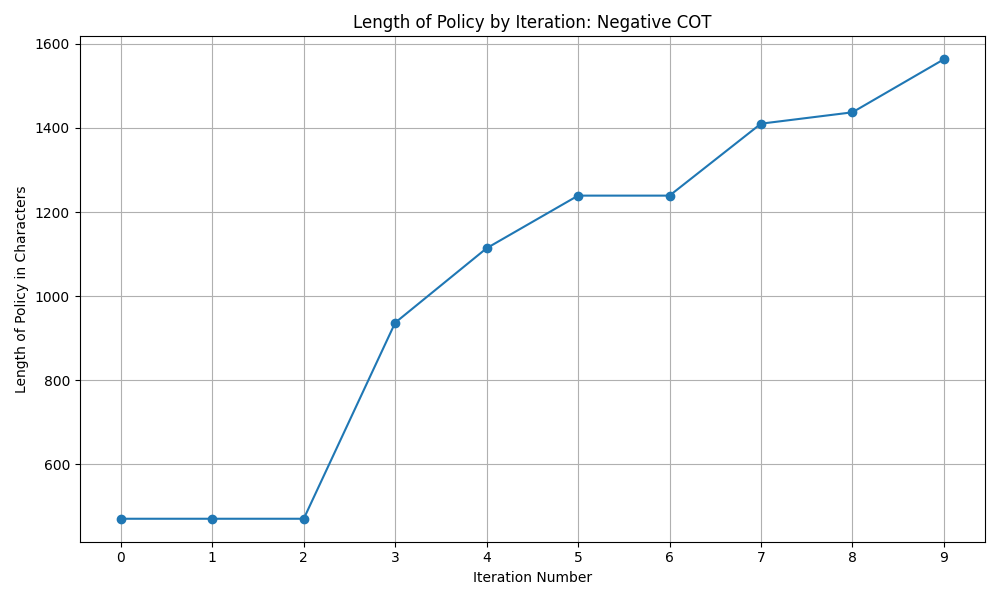 Length of Policy by Iteration: Negative COT
1600
1400
1200
1000
800
600
Length of Policy in Characters
0 1 2 3 4 5 6 7 8 9
Iteration Number